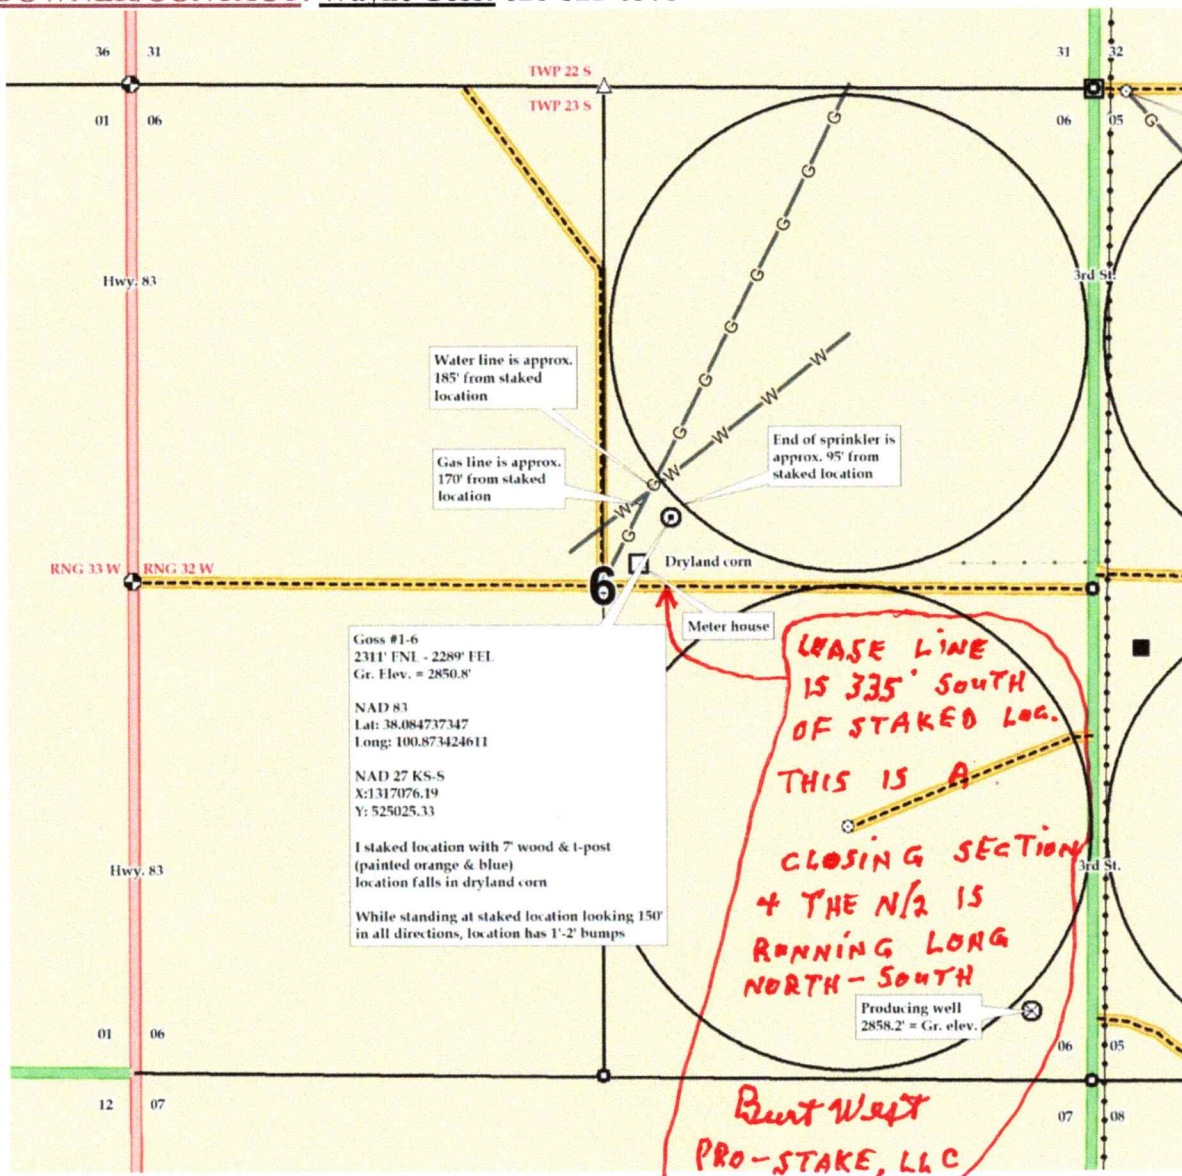 36 31
31 32
TWP 22 S
TWP 23 S
01 06
06 05
G
G
G
G
G
G
G
G
G
G
W
W
W
W
W
Hwy. 83
3rd St.
Water line is approx.
185' from staked
location
End of sprinkler is
approx. 95' from
staked location
Gas line is approx.
170' from staked
location
RNG 33 W RNG 32 W
Dryland corn
6
Meter house
Goss #1-6
2311' FNL - 2289' FEL
Gr. Elev. = 2850.8'
NAD 83
Lat: 38.084737347
Long: 100.873424611
NAD 27 KS-S
X:1317076.19
Y: 525025.33
I staked location with 7' wood & t-post
(painted orange & blue)
location falls in dryland corn
While standing at staked location looking 150'
in all directions, location has 1'-2' bumps
LEASE LINE
IS 335' SOUTH
OF STAKED LOC.
THIS IS A
CLOSING SECTION
& THE N/2 IS
RUNNING LONG
NORTH - SOUTH
Hwy. 83
3rd St.
Producing well
2858.2' = Gr. elev.
01 06
06 05
12 07
07 08
Burt West
PRO-STAKE, LLC